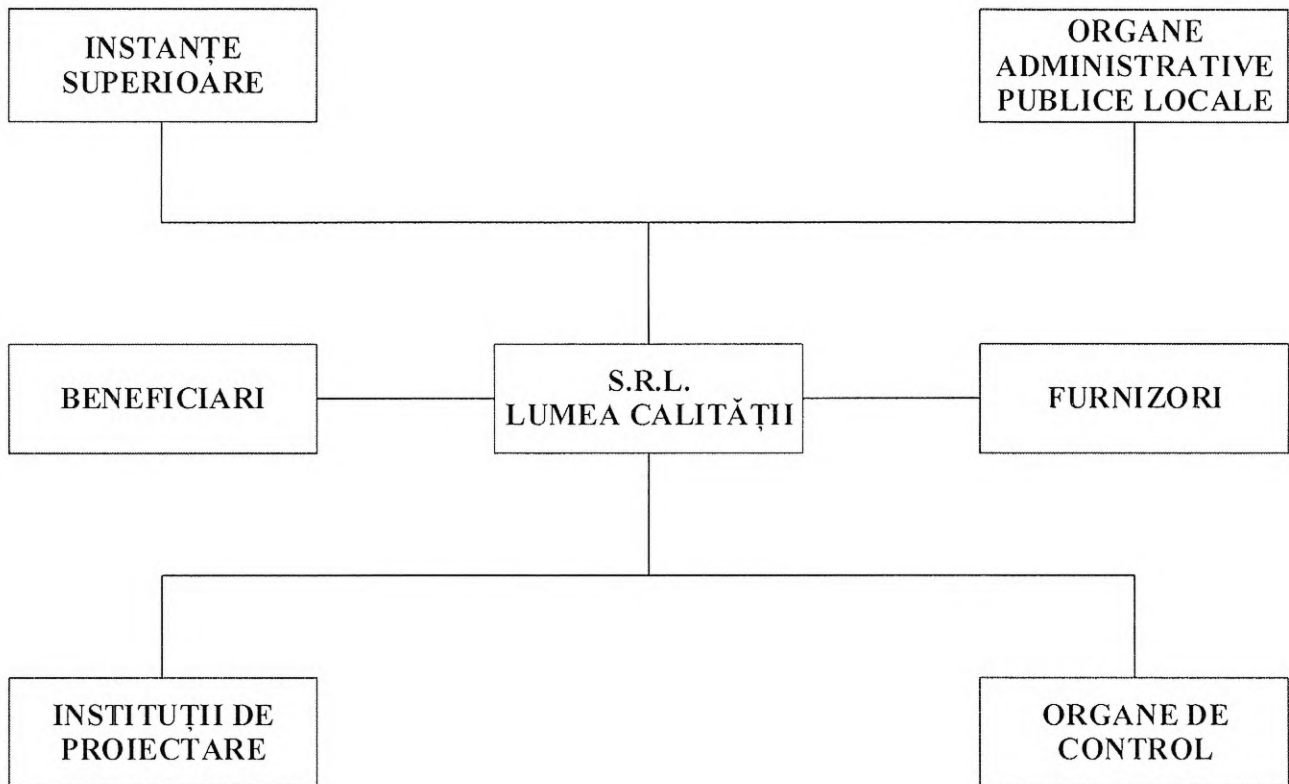 INSTANȚE
SUPERIOARE
ORGANE
ADMINISTRATIVE
PUBLICE LOCALE
BENEFICIARI
S.R.L.
LUMEA CALITĂȚII
FURNIZORI
INSTITUȚII DE
PROIECTARE
ORGANE DE
CONTROL